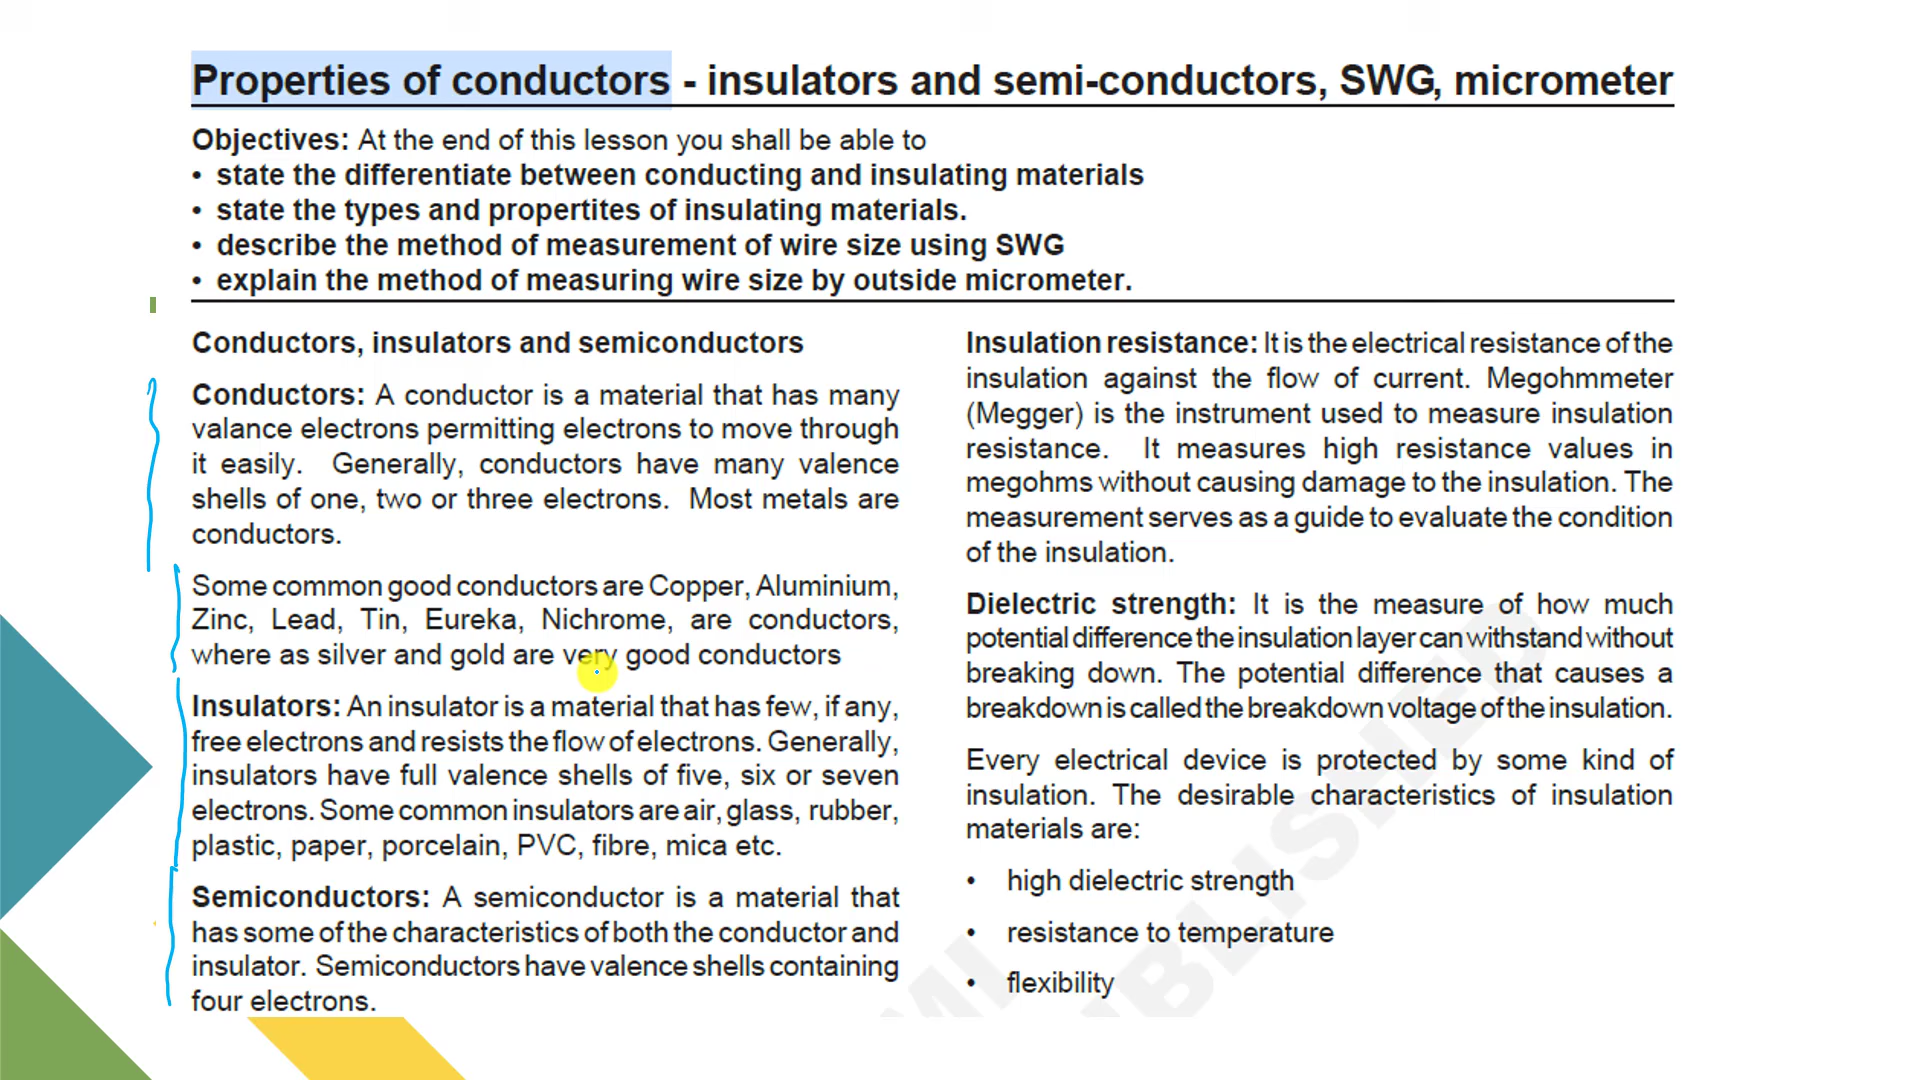 Properties of conductors - insulators and semi-conductors, SWG, micrometer
Objectives: At the end of this lesson you shall be able to
• state the differentiate between conducting and insulating materials
• state the types and propertites of insulating materials.
• describe the method of measurement of wire size using SWG
• explain the method of measuring wire size by outside micrometer.
Conductors, insulators and semiconductors
Conductors: A conductor is a material that has many
valance electrons permitting electrons to move through
it easily. Generally, conductors have many valence
shells of one, two or three electrons. Most metals are
conductors.
Some common good conductors are Copper, Aluminium,
Zinc, Lead, Tin, Eureka, Nichrome, are conductors,
where as silver and gold are very good conductors
Insulators: An insulator is a material that has few, if any,
free electrons and resists the flow of electrons. Generally,
insulators have full valence shells of five, six or seven
electrons. Some common insulators are air, glass, rubber,
plastic, paper, porcelain, PVC, fibre, mica etc.
Semiconductors: A semiconductor is a material that
has some of the characteristics of both the conductor and
insulator. Semiconductors have valence shells containing
four electrons.
Insulation resistance: It is the electrical resistance of the
insulation against the flow of current. Megohmmeter
(Megger) is the instrument used to measure insulation
resistance. It measures high resistance values in
megohms without causing damage to the insulation. The
measurement serves as a guide to evaluate the condition
of the insulation.
Dielectric strength: It is the measure of how much
potential difference the insulation layer can withstand without
breaking down. The potential difference that causes a
breakdown is called the breakdown voltage of the insulation.
Every electrical device is protected by some kind of
insulation. The desirable characteristics of insulation
materials are:
• high dielectric strength
• resistance to temperature
• flexibility